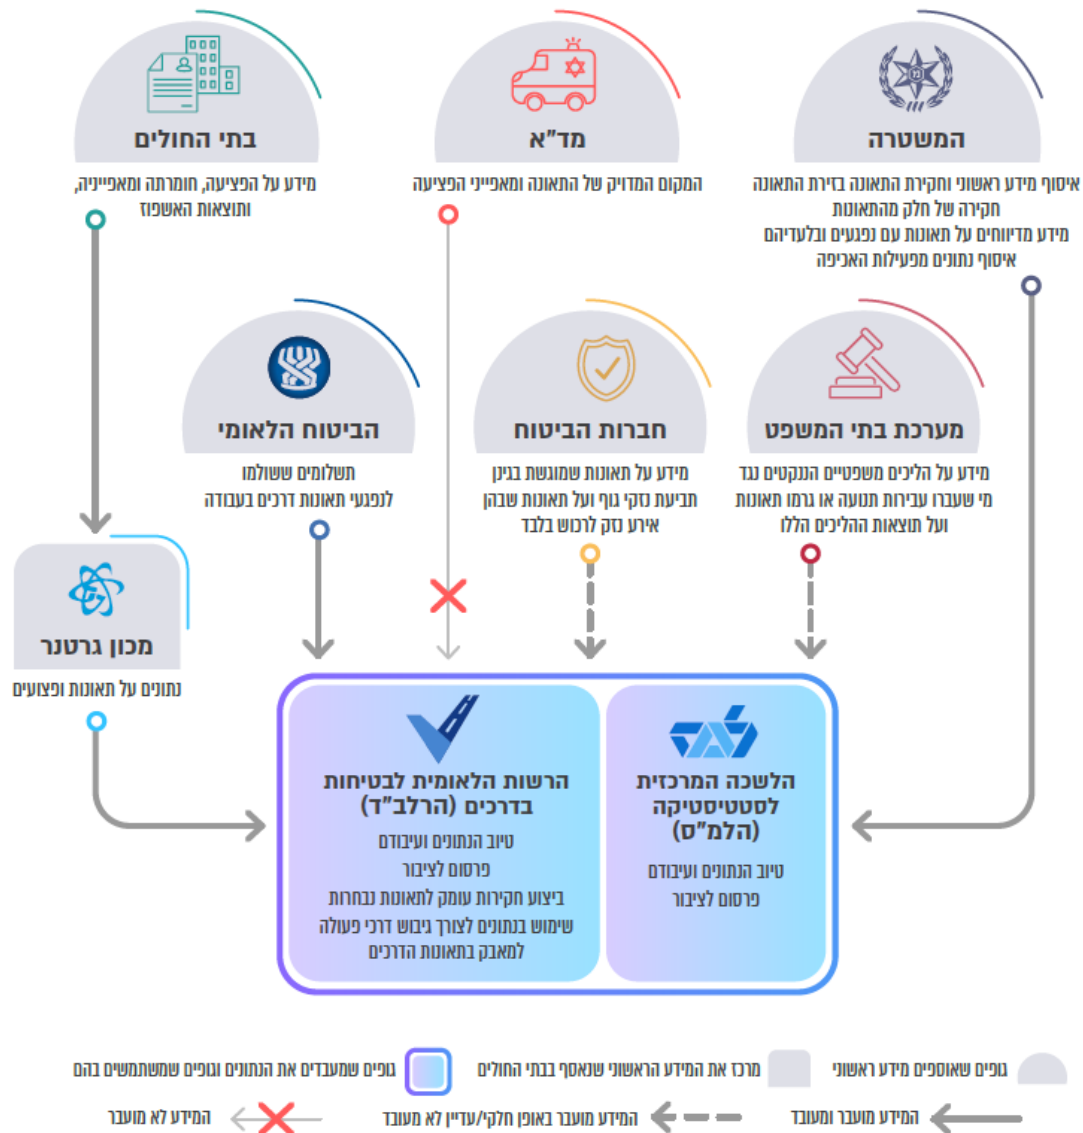 המשטרה
איסוף מידע ראשוני וחקירת התאונה בזירת התאונה
חקירה של חלק מהתאונות
מידע מדיווחים על תאונות עם נפגעים ובלעדיהם
איסוף נתונים מפעילות האכיפה
מד"א
המקום המדויק של התאונה ומאפייני הפציעה
בתי החולים
מידע על הפציעה, חומרתה ומאפייניה,
ותוצאות האשפוז
מערכת בתי המשפט
מידע על הליכים משפטיים הננקטים נגד
מי שעברו עבירות תנועה או גרמו תאונות
ועל תוצאות ההליכים הללו
חברות הביטוח
מידע על תאונות שמוגשת בגינן
תביעת נזקי גוף ועל תאונות שבהן
אירע נזק לרכוש בלבד
הביטוח הלאומי
תשלומים ששולמו
לנפגעי תאונות דרכים בעבודה
מכון גרטנר
נתונים על תאונות ופצועים
הלשכה המרכזית
לסטטיסטיקה
(הלמ"ס)
טיוב הנתונים ועיבודם
פרסום לציבור
הרשות הלאומית לבטיחות
בדרכים (הרלב"ד)
טיוב הנתונים ועיבודם
פרסום לציבור
ביצוע חקירות עומק לתאונות נבחרות
שימוש בנתונים לצורך גיבוש דרכי פעולה
למאבק בתאונות הדרכים
גופים שאוספים מידע ראשוני
מרכז את המידע הראשוני שנאסף בבתי החולים
גופים שמעבדים את הנתונים וגופים שמשתמשים בהם
המידע מועבר ומעובד
המידע מועבר באופן חלקי/עדיין לא מעובד
המידע לא מועבר